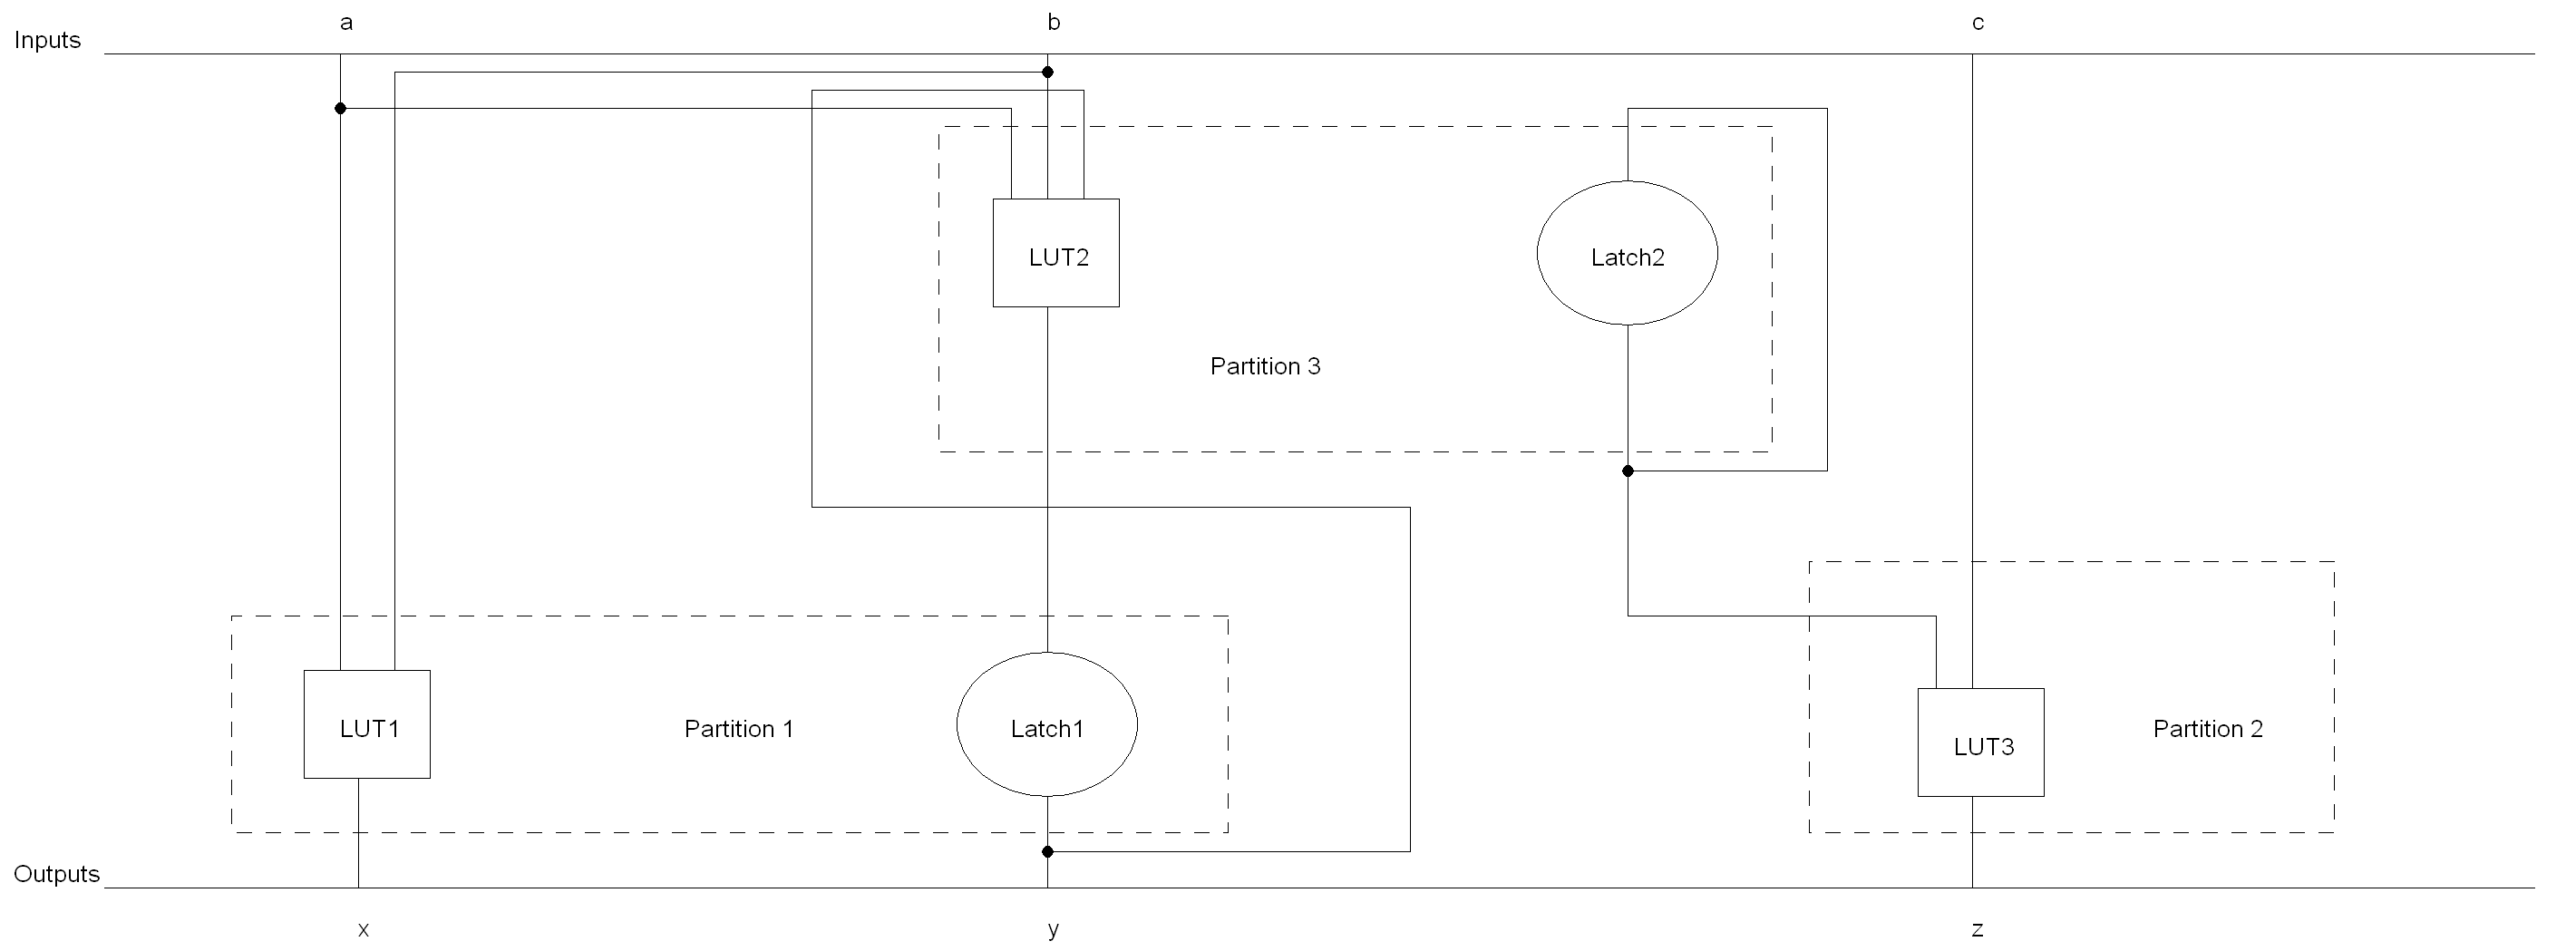 a
b
c
Inputs
LUT2
Latch2
Partition 3
LUT1
Partition 1
Latch1
LUT3
Partition 2
Outputs
x
y
z